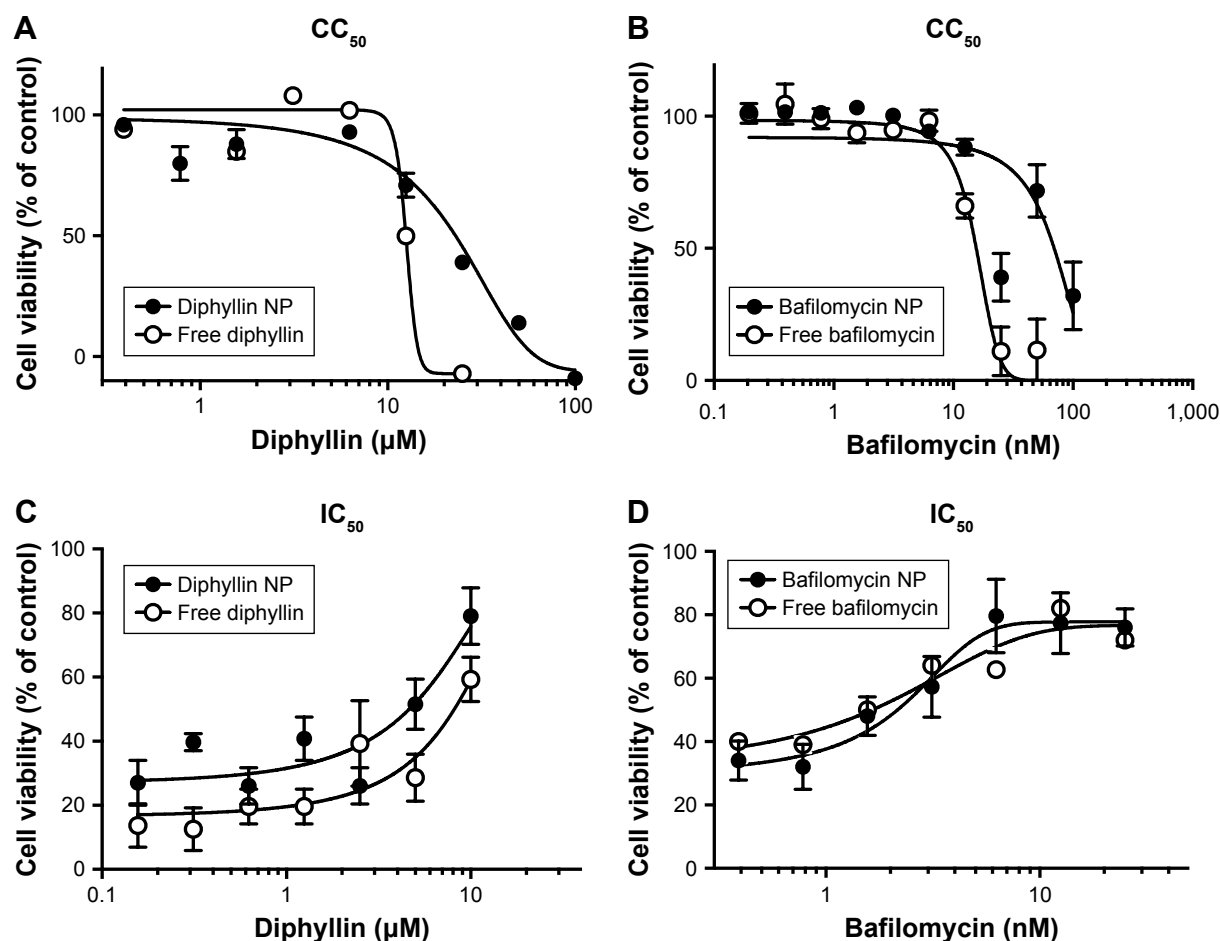 A
CC50
Cell viability (% of control)
100
50
0
Diphyllin NP
Free diphyllin
1
10
100
Diphyllin (µM)
B
CC50
Cell viability (% of control)
100
50
0
Bafilomycin NP
Free bafilomycin
0.1
1
10
100
1,000
Bafilomycin (nM)
C
IC50
Cell viability (% of control)
100
80
60
40
20
0
Diphyllin NP
Free diphyllin
0.1
1
10
Diphyllin (µM)
D
IC50
Cell viability (% of control)
100
80
60
40
20
0
Bafilomycin NP
Free bafilomycin
1
10
Bafilomycin (nM)